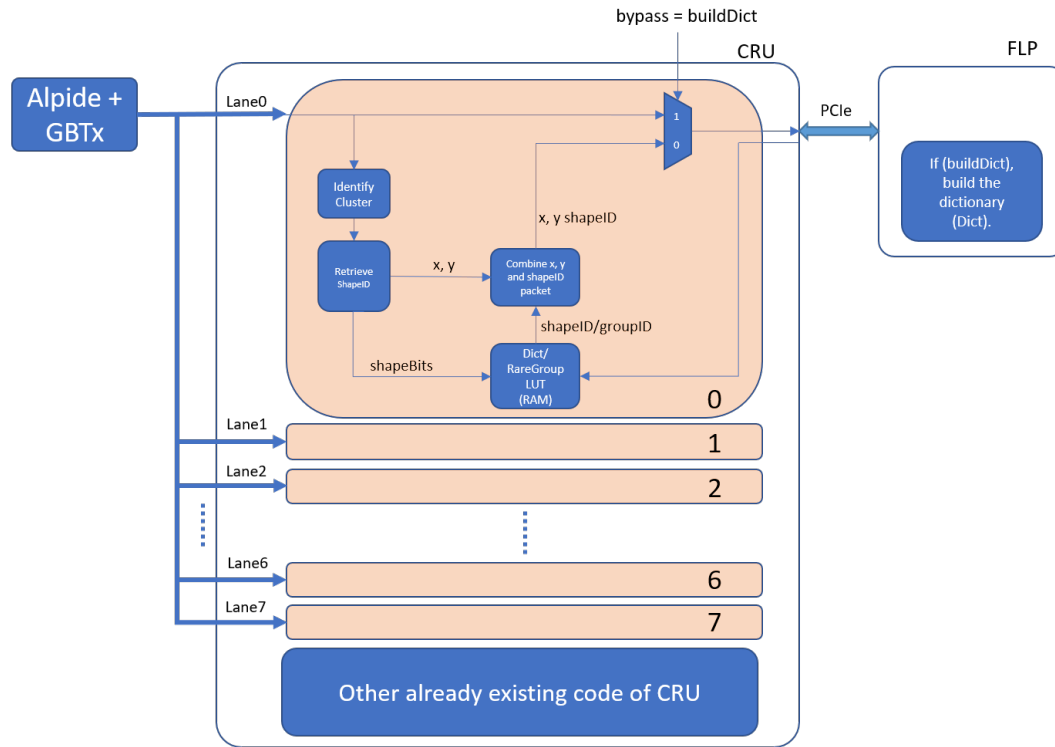 bypass = buildDict
CRU
FLP
Alpide +
GBTx
Lane0
1
0
PCIe
If (buildDict),
build the
dictionary
(Dict).
Identify
Cluster
x, y shapeID
Retrieve
ShapeID
x, y
Combine x, y
and shapeID
packet
shapeID/groupID
shapeBits
Dict/
RareGroup
LUT
(RAM)
0
Lane1
1
Lane2
2
Lane6
6
Lane7
7
Other already existing code of CRU